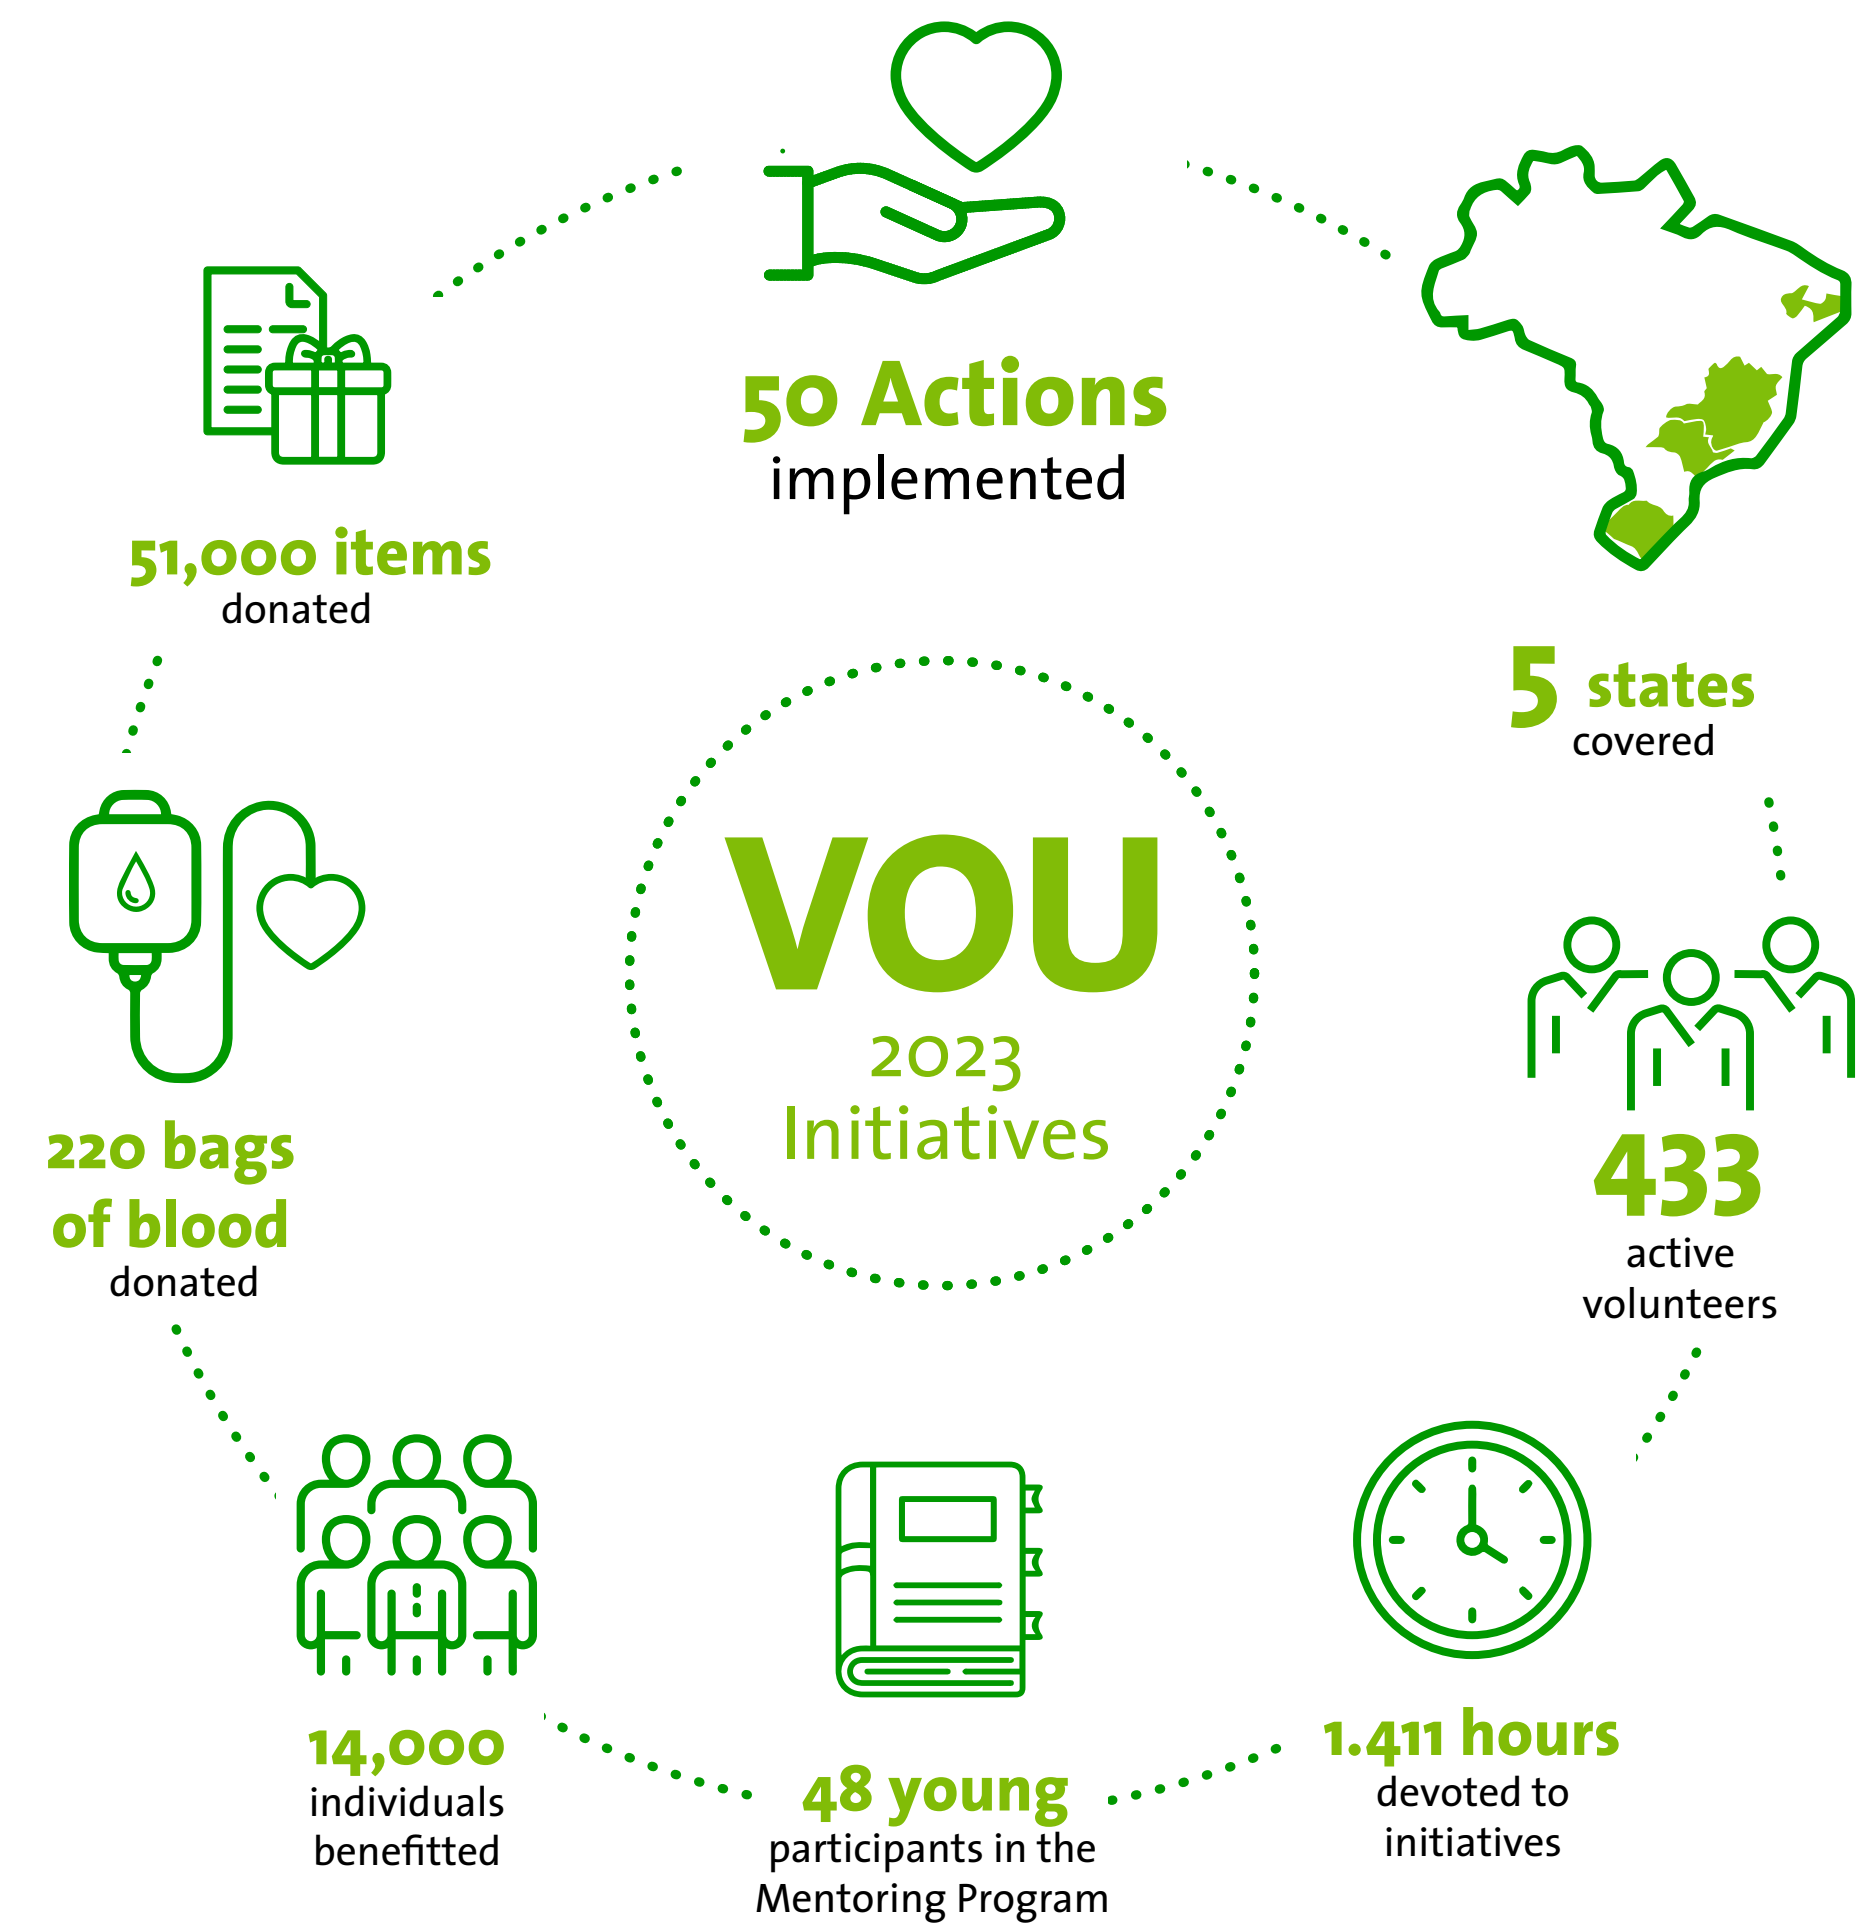 50 Actions
implemented
51,000 items
donated
5 states
covered
VOU
2023
Initiatives
220 bags
of blood
donated
433
active
volunteers
14,000
individuals
benefitted
48 young
participants in the
Mentoring Program
1.411 hours
devoted to
initiatives